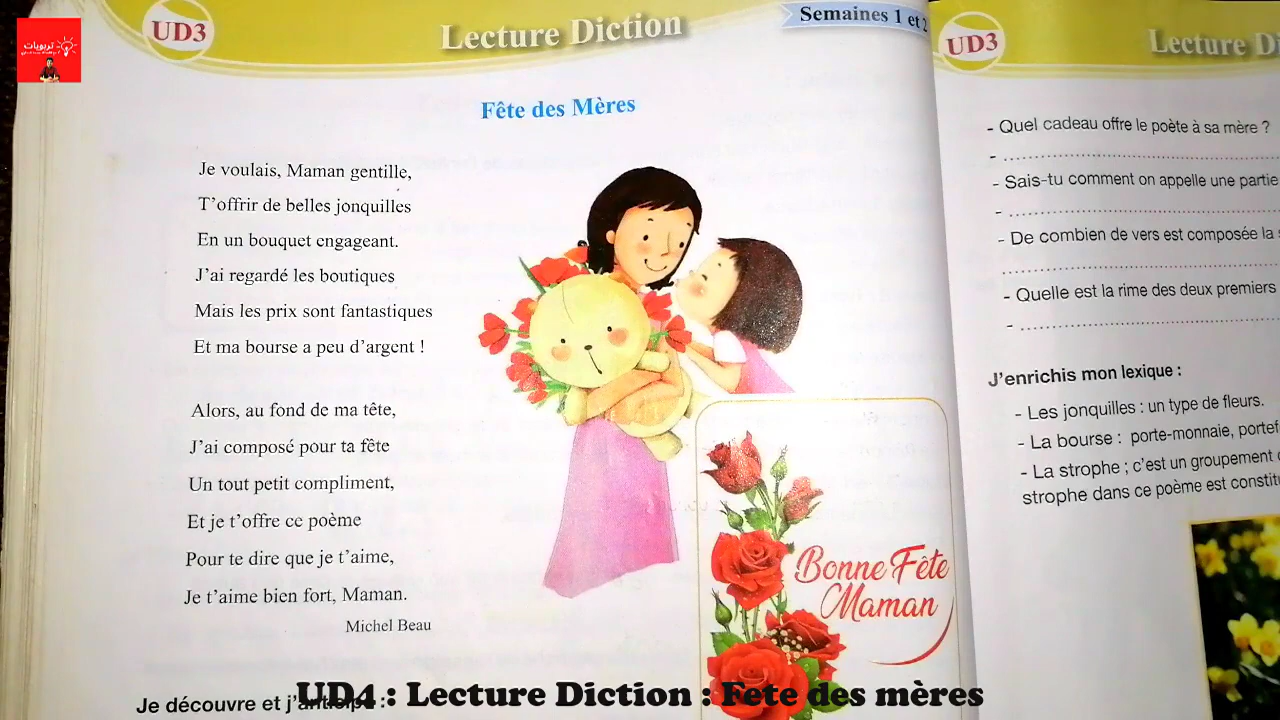 تربويات
UD3
Lecture Diction
Semaines 1 et 2
Fête des Mères
Je voulais, Maman gentille,
T'offrir de belles jonquilles
En un bouquet engageant.
J'ai regardé les boutiques
Mais les prix sont fantastiques
Et ma bourse a peu d'argent !
Alors, au fond de ma tête,
J'ai composé pour ta fête
Un tout petit compliment,
Et je t'offre ce poème
Pour te dire que je t'aime,
Je t'aime bien fort, Maman.
Michel Beau
Bonne Fête
Maman
Je découvre et j'anticipe :
UD4 : Lecture Diction : Fete des mères
UD3
Lecture Di
- Quel cadeau offre le poète à sa mère ?
-
- Sais-tu comment on appelle une partie
-
- De combien de vers est composée la
- Quelle est la rime des deux premiers
-
J'enrichis mon lexique :
- Les jonquilles : un type de fleurs.
- La bourse : porte-monnaie, portef
- La strophe ; c'est un groupement
strophe dans ce poème est constit